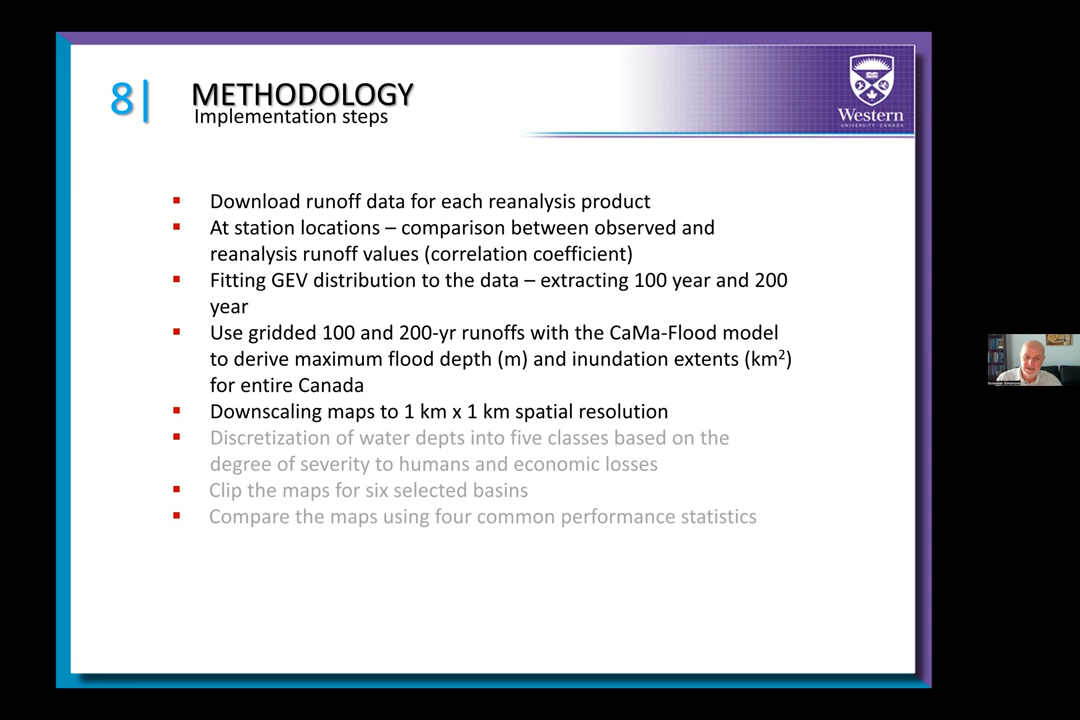 8|
METHODOLOGY
Implementation steps
Western
UNIVERSITY · CANADA
▪ Download runoff data for each reanalysis product
▪ At station locations – comparison between observed and
reanalysis runoff values (correlation coefficient)
▪ Fitting GEV distribution to the data – extracting 100 year and 200
year
▪ Use gridded 100 and 200-yr runoffs with the CaMa-Flood model
to derive maximum flood depth (m) and inundation extents (km²)
for entire Canada
▪ Downscaling maps to 1 km x 1 km spatial resolution
▪ Discretization of water depts into five classes based on the
degree of severity to humans and economic losses
▪ Clip the maps for six selected basins
▪ Compare the maps using four common performance statistics